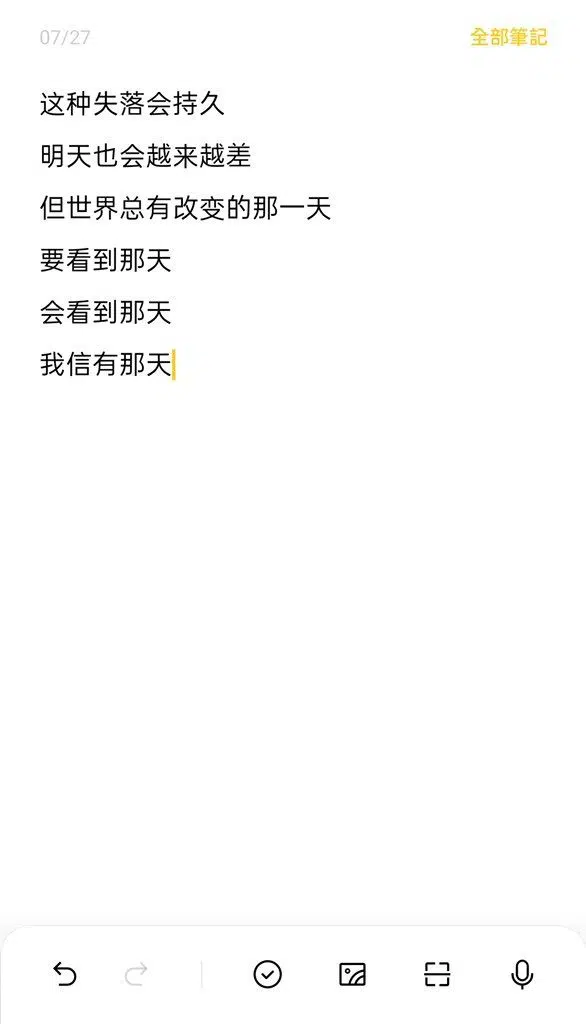 07/27
全部筆記
这种失落会持久
明天也会越来越差
但世界总有改变的那一天
要看到那天
会看到那天
我信有那天